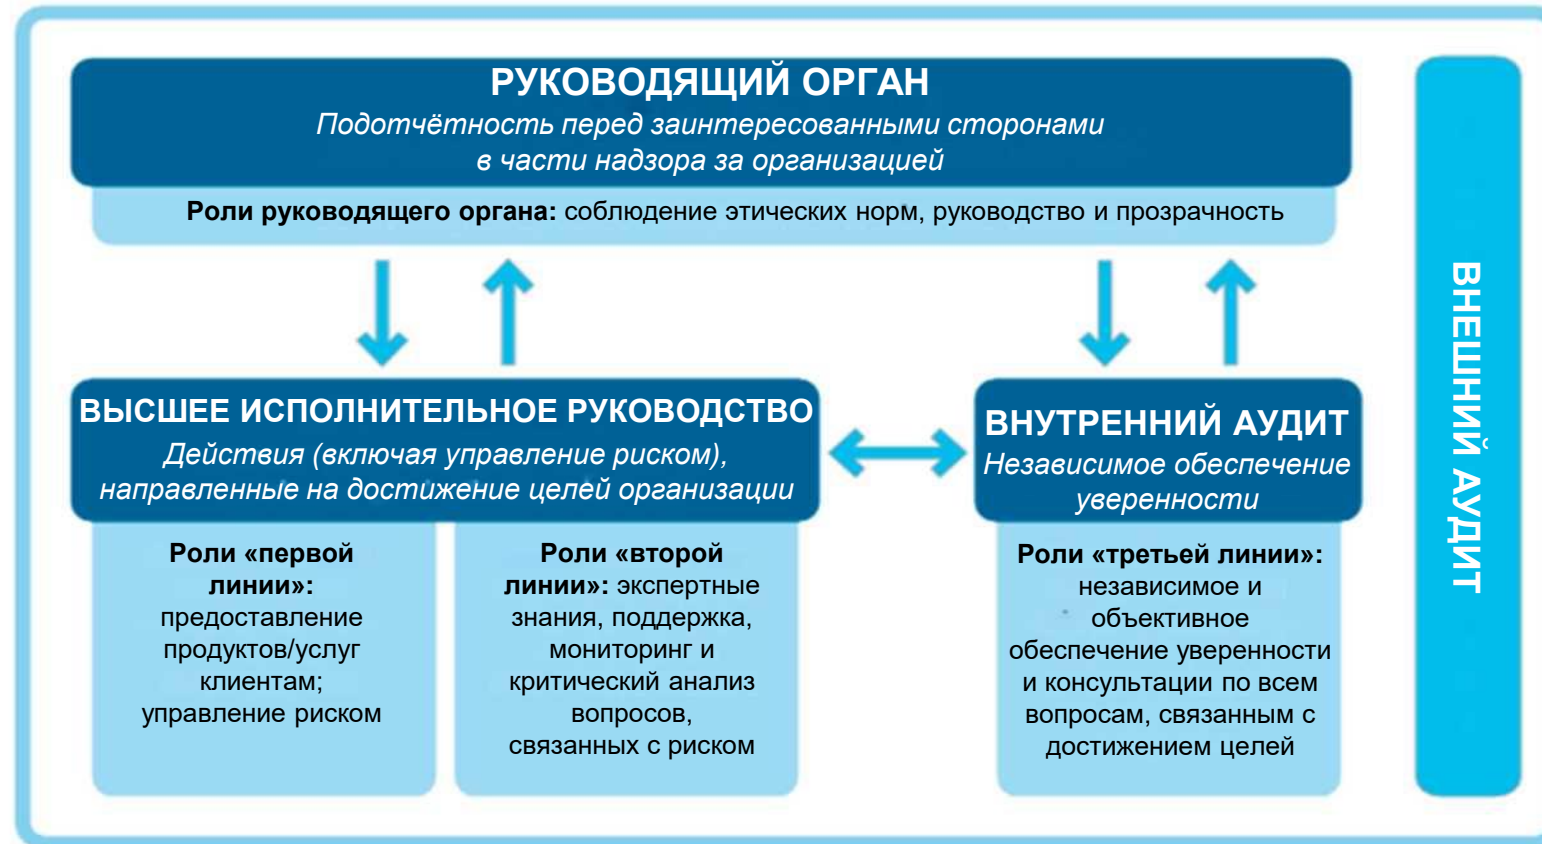 РУКОВОДЯЩИЙ ОРГАН
Подотчётность перед заинтересованными сторонами
в части надзора за организацией
Роли руководящего органа: соблюдение этических норм, руководство и прозрачность
ВЫСШЕЕ ИСПОЛНИТЕЛЬНОЕ РУКОВОДСТВО
Действия (включая управление риском),
направленные на достижение целей организации
Роли «первой
линии»:
предоставление
продуктов/услуг
клиентам;
управление риском
Роли «второй
линии»: экспертные
знания, поддержка,
мониторинг и
критический анализ
вопросов,
связанных с риском
ВНУТРЕННИЙ АУДИТ
Независимое обеспечение
уверенности
Роли «третьей линии»:
независимое и
объективное
обеспечение уверенности
и консультации по всем
вопросам, связанным с
достижением целей
ВНЕШНИЙ АУДИТ